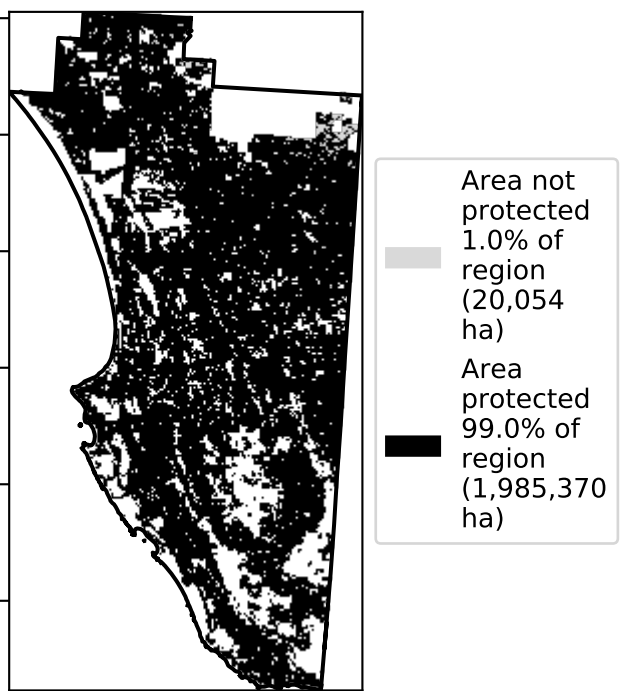 Area not
protected
1.0% of
region
(20,054
ha)
Area
protected
99.0% of
region
(1,985,370
ha)